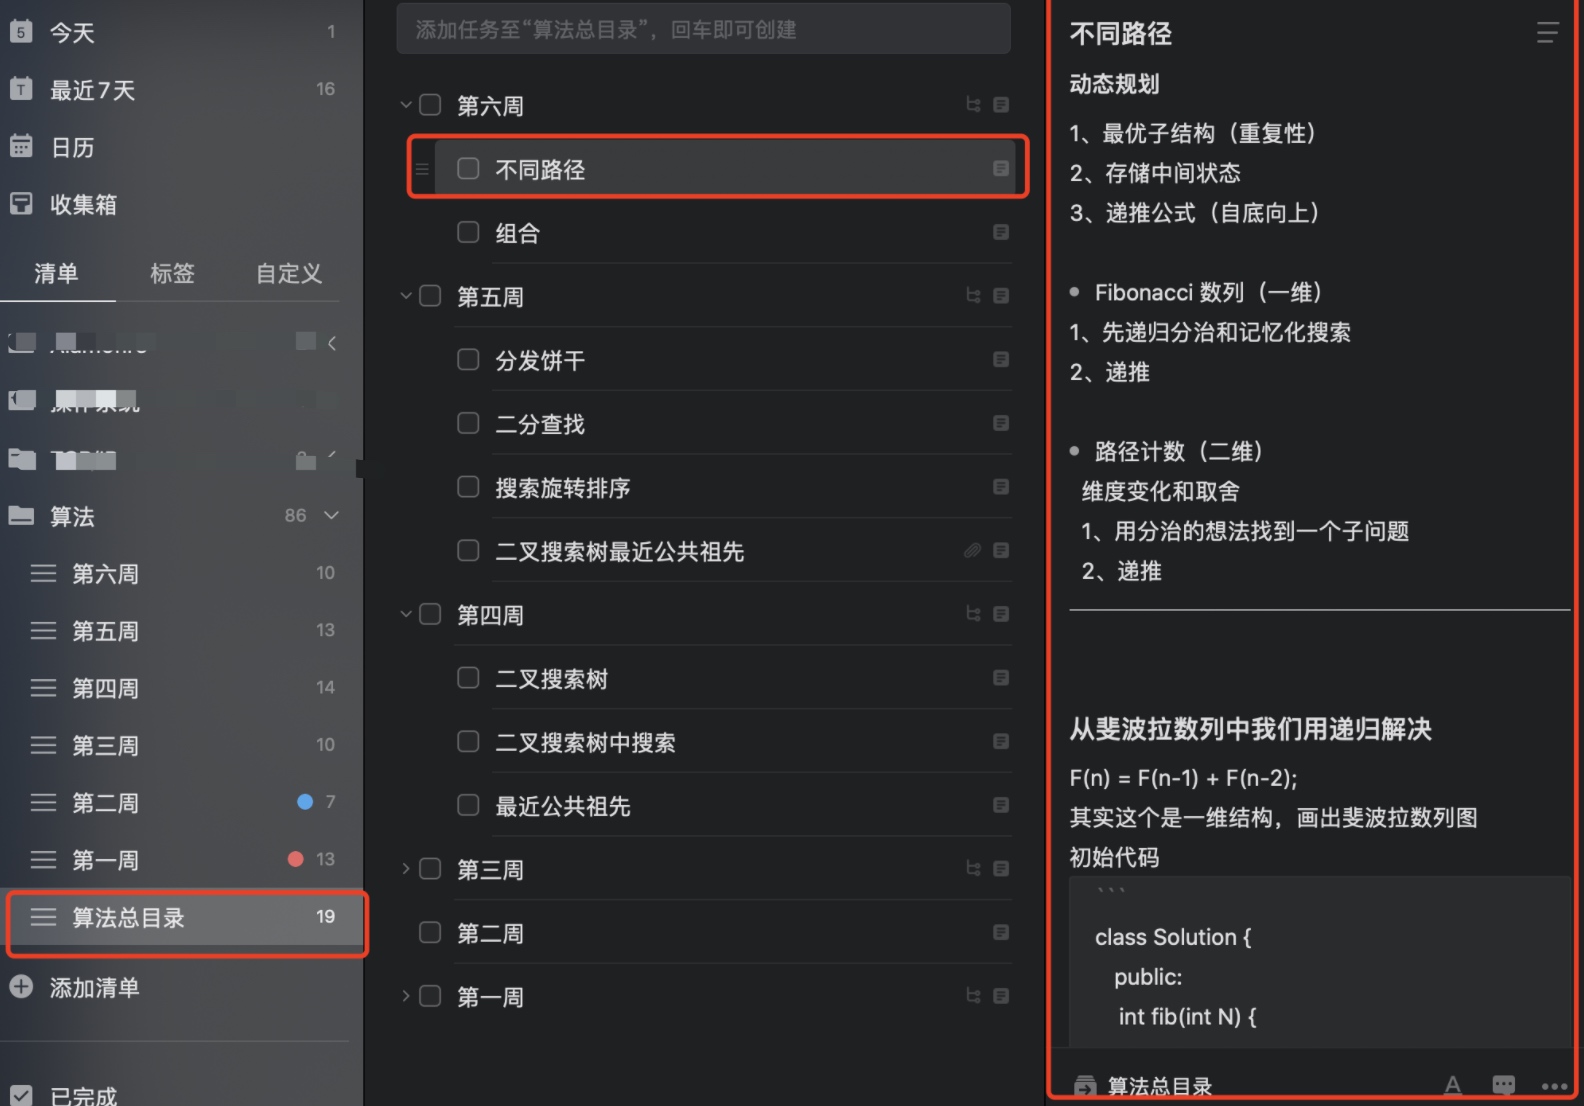 5 今天 1
T 最近7天 16
日历
收集箱
清单 标签 自定义
算法 86
第六周 10
第五周 13
第四周 14
第三周 10
第二周 7
第一周 13
算法总目录 19
添加清单
已完成
添加任务至“算法总目录”，回车即可创建
第六周
不同路径
组合
第五周
分发饼干
二分查找
搜索旋转排序
二叉搜索树最近公共祖先
第四周
二叉搜索树
二叉搜索树中搜索
最近公共祖先
第三周
第二周
第一周
不同路径
动态规划
1、最优子结构（重复性）
2、存储中间状态
3、递推公式（自底向上）
• Fibonacci 数列（一维）
1、先递归分治和记忆化搜索
2、递推
• 路径计数（二维）
维度变化和取舍
1、用分治的想法找到一个子问题
2、递推
从斐波拉数列中我们用递归解决
F(n) = F(n-1) + F(n-2);
其实这个是一维结构，画出斐波拉数列图
初始代码
```
class Solution {
public:
int fib(int N) {
算法总目录